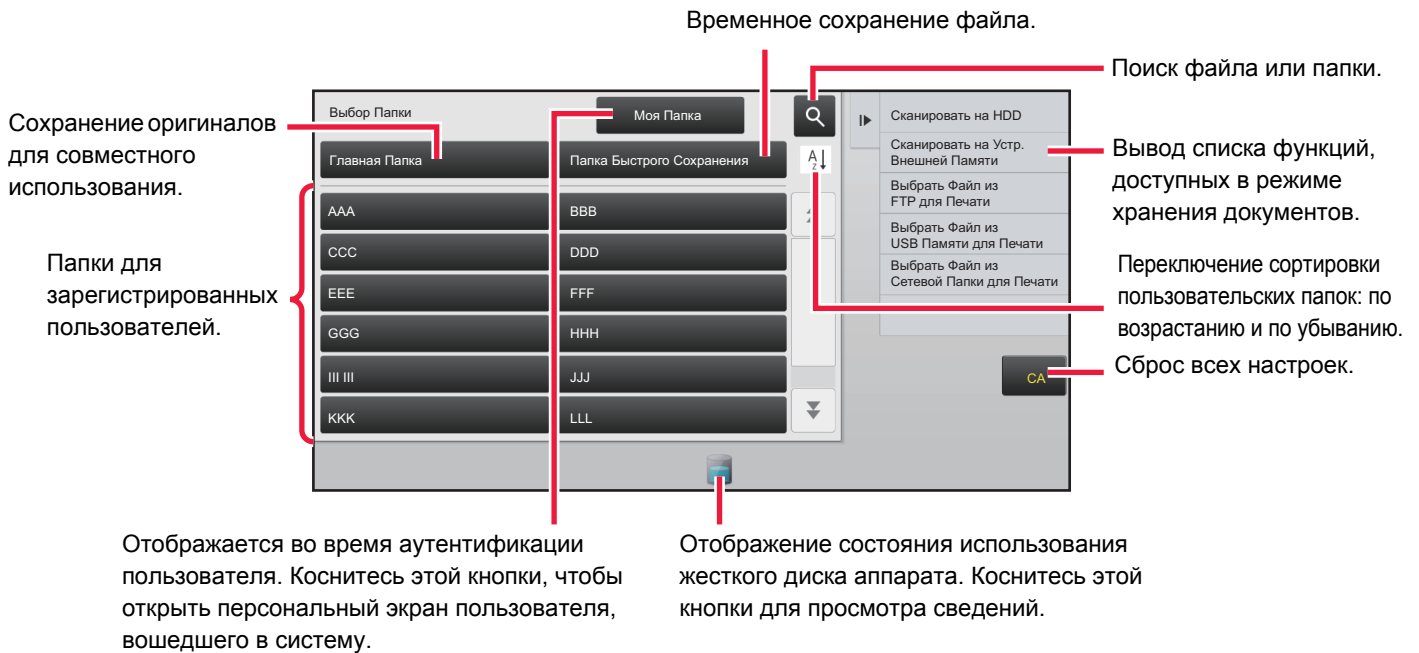 Временное сохранение файла.
Поиск файла или папки.
Сохранение оригиналов
для совместного
использования.
Папки для
зарегистрированных
пользователей.
Выбор Папки
Моя Папка
Главная Папка
Папка Быстрого Сохранения
A
Z
AAA
BBB
CCC
DDD
EEE
FFF
GGG
HHH
III III
JJJ
KKK
LLL
Сканировать на HDD
Сканировать на Устр.
Внешней Памяти
Выбрать Файл из
FTP для Печати
Выбрать Файл из
USB Памяти для Печати
Выбрать Файл из
Сетевой Папки для Печати
CA
Вывод списка функций,
доступных в режиме
хранения документов.
Переключение сортировки
пользовательских папок: по
возрастанию и по убыванию.
Сброс всех настроек.
Отображается во время аутентификации
пользователя. Коснитесь этой кнопки, чтобы
открыть персональный экран пользователя,
вошедшего в систему.
Отображение состояния использования
жесткого диска аппарата. Коснитесь этой
кнопки для просмотра сведений.